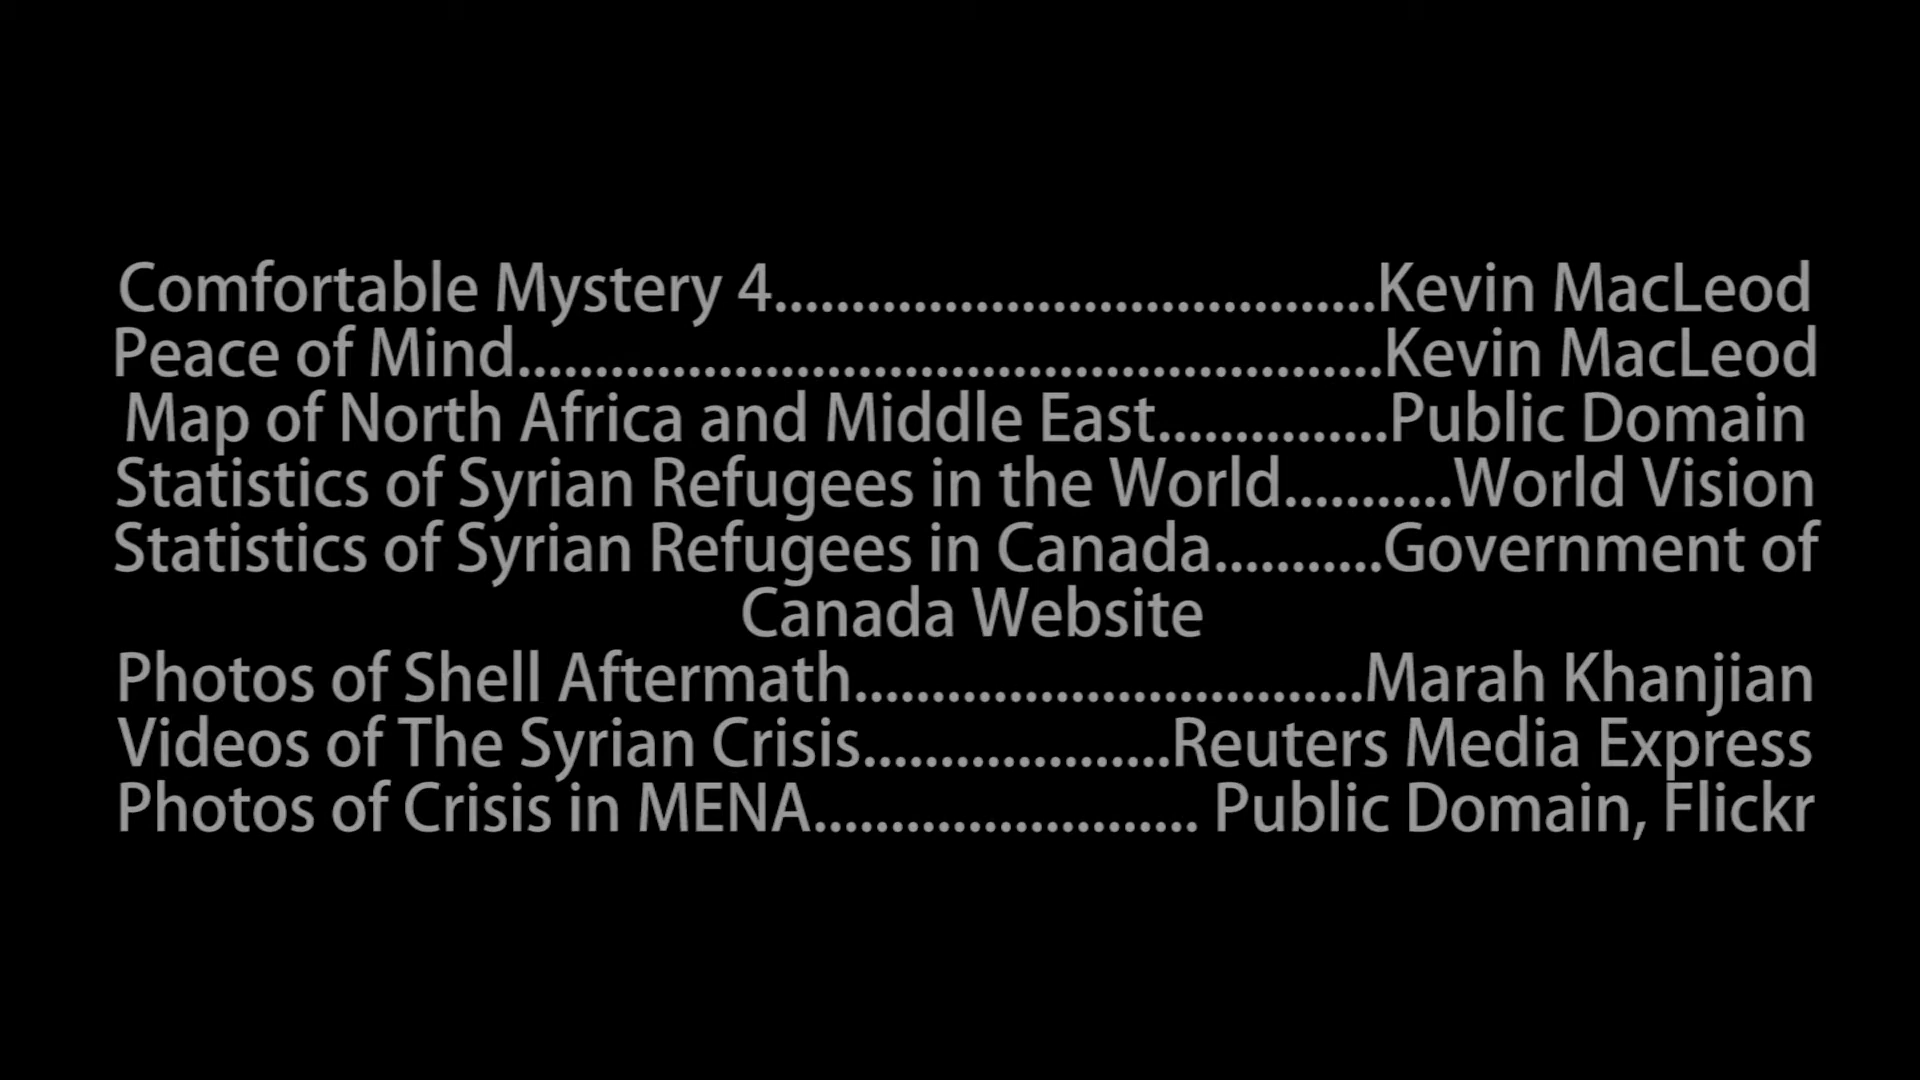 Comfortable Mystery 4.......................................Kevin MacLeod
Peace of Mind........................................................Kevin MacLeod
Map of North Africa and Middle East...............Public Domain
Statistics of Syrian Refugees in the World...........World Vision
Statistics of Syrian Refugees in Canada...........Government of
Canada Website
Photos of Shell Aftermath.................................Marah Khanjian
Videos of The Syrian Crisis....................Reuters Media Express
Photos of Crisis in MENA......................... Public Domain, Flickr